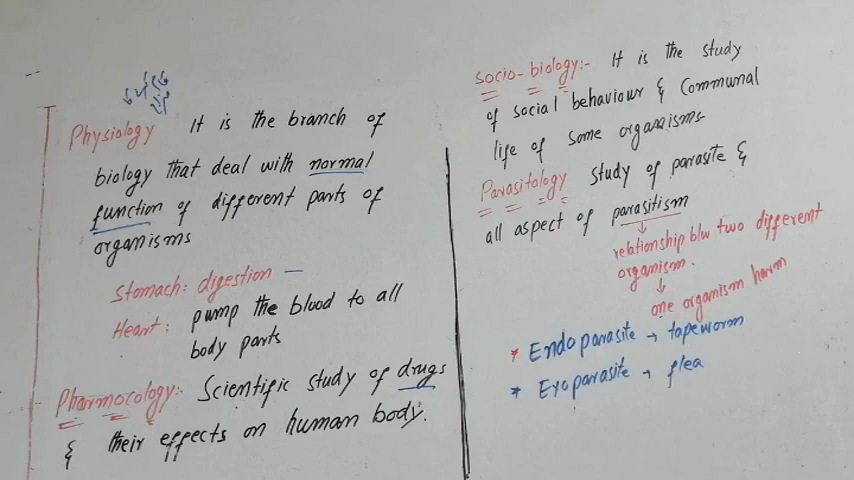 Physiology It is the branch of
biology that deal with normal
function of different parts of
organisms
Stomach: digestion —
Heart: pump the blood to all
body parts
Pharmocology:- Scientific study of drugs
& their effects on human body.
socio-biology:- It is the study
of social behaviour & Communal
life of some organisms
Parasitology Study of parasite &
all aspect of parasitism
↓
relationship b/w two different
organism.
↓
one organism harm
* Endoparasite → tapeworm
* Exoparasite → flea